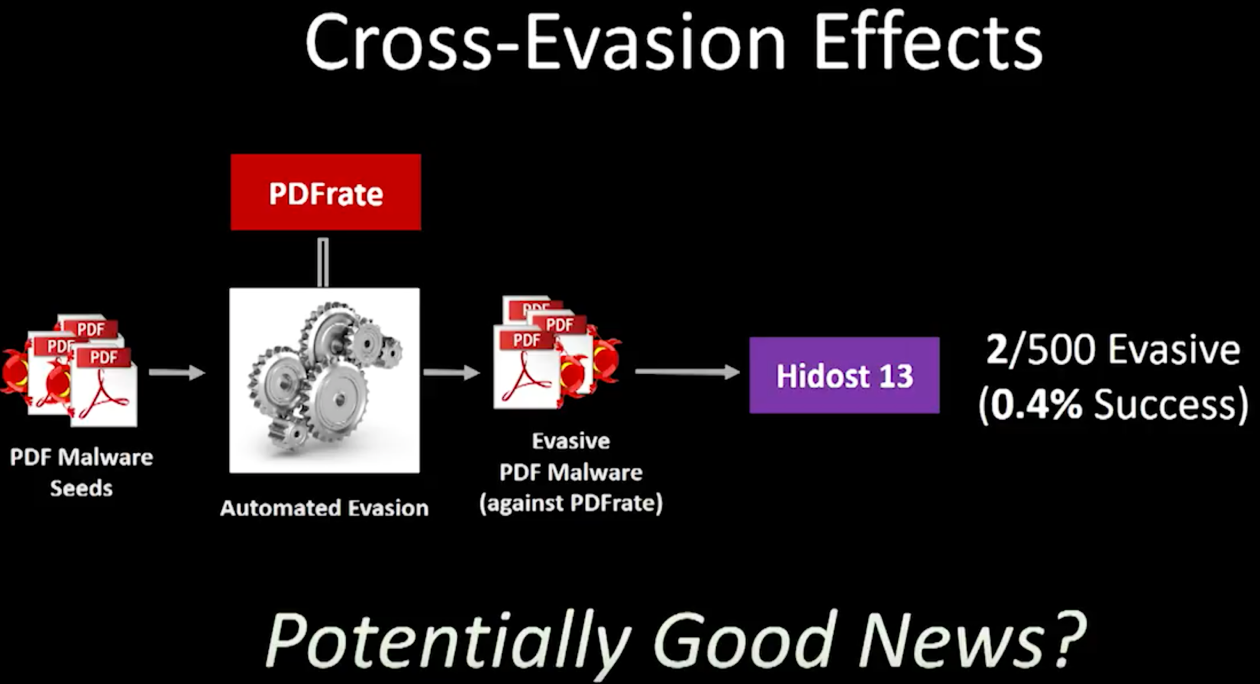 Cross-Evasion Effects
PDFrate
PDF
PDF
PDF
PDF
PDF
PDF
PDF Malware
Seeds
Automated Evasion
Evasive
PDF Malware
(against PDFrate)
Hidost 13
2/500 Evasive
(0.4% Success)
Potentially Good News?